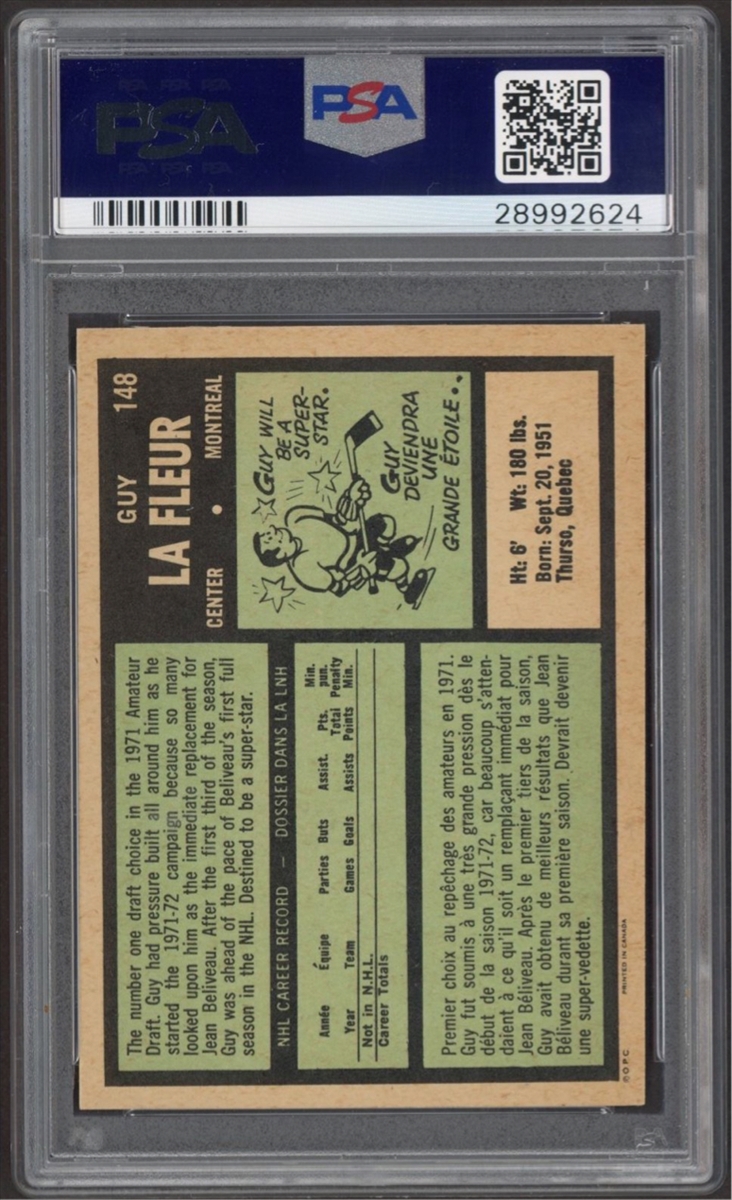 PSA PSA PSA
PSA
PSA PSA PSA
PSA
28992624
GUY 148
LA FLEUR
CENTER • MONTREAL
The number one draft choice in the 1971 Amateur
Draft. Guy had pressure built all around him as he
started the 1971-72 campaign because so many
looked upon him as the immediate replacement for
Jean Beliveau. After the first third of the season,
Guy was ahead of the pace of Beliveau's first full
season in the NHL. Destined to be a super-star.
GUY WILL
BE A
SUPER-
STAR.
GUY
DEVIENDRA
UNE
GRANDE ÉTOILE..
NHL CAREER RECORD — DOSSIER DANS LA LNH
Année Équipe Parties Buts Assist. Pts. Min. pun.
Year Team Games Goals Assists Total Points Penalty Min.
Not in N.H.L.
Career Totals
Ht: 6' Wt: 180 lbs.
Born: Sept. 20, 1951
Thurso, Quebec
Premier choix au repêchage des amateurs en 1971.
Guy fut soumis à une très grande pression dès le
début de la saison 1971-72, car beaucoup s'atten-
daient à ce qu'il soit un remplaçant immédiat pour
Jean Béliveau. Après le premier tiers de la saison,
Guy avait obtenu de meilleurs résultats que Jean
Béliveau durant sa première saison. Devrait devenir
une super-vedette.
© O.P.C. PRINTED IN CANADA